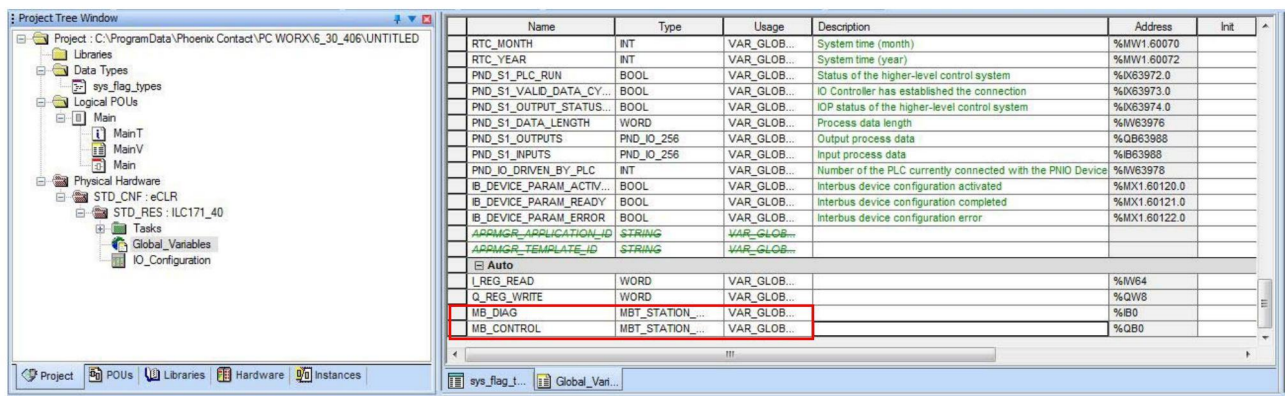 Project Tree Window
Project : C:\ProgramData\Phoenix Contact\PC WORX\6_30_406\UNTITLED
Libraries
Data Types
sys_flag_types
Logical POUs
Main
MainT
MainV
Main
Physical Hardware
STD_CNF : eCLR
STD_RES : ILC171_40
Tasks
Global_Variables
IO_Configuration
Project POUs Libraries Hardware Instances
Name Type Usage Description Address Init
RTC_MONTH INT VAR_GLOB... System time (month) %MW1.60070
RTC_YEAR INT VAR_GLOB... System time (year) %MW1.60072
PND_S1_PLC_RUN BOOL VAR_GLOB... Status of the higher-level control system %IX63972.0
PND_S1_VALID_DATA_CY... BOOL VAR_GLOB... IO Controller has established the connection %IX63973.0
PND_S1_OUTPUT_STATUS... BOOL VAR_GLOB... IOP status of the higher-level control system %IX63974.0
PND_S1_DATA_LENGTH WORD VAR_GLOB... Process data length %IW63976
PND_S1_OUTPUTS PND_IO_256 VAR_GLOB... Output process data %QB63988
PND_S1_INPUTS PND_IO_256 VAR_GLOB... Input process data %IB63988
PND_IO_DRIVEN_BY_PLC INT VAR_GLOB... Number of the PLC currently connected with the PNIO Device %IW63978
IB_DEVICE_PARAM_ACTIV... BOOL VAR_GLOB... Interbus device configuration activated %MX1.60120.0
IB_DEVICE_PARAM_READY BOOL VAR_GLOB... Interbus device configuration completed %MX1.60121.0
IB_DEVICE_PARAM_ERROR BOOL VAR_GLOB... Interbus device configuration error %MX1.60122.0
APPMGR_APPLICATION_ID STRING VAR_GLOB...
APPMGR_TEMPLATE_ID STRING VAR_GLOB...
Auto
I_REG_READ WORD VAR_GLOB... %IW64
Q_REG_WRITE WORD VAR_GLOB... %QW8
MB_DIAG MBT_STATION_... VAR_GLOB... %IB0
MB_CONTROL MBT_STATION_... VAR_GLOB... %QB0
sys_flag_t... Global_Vari...